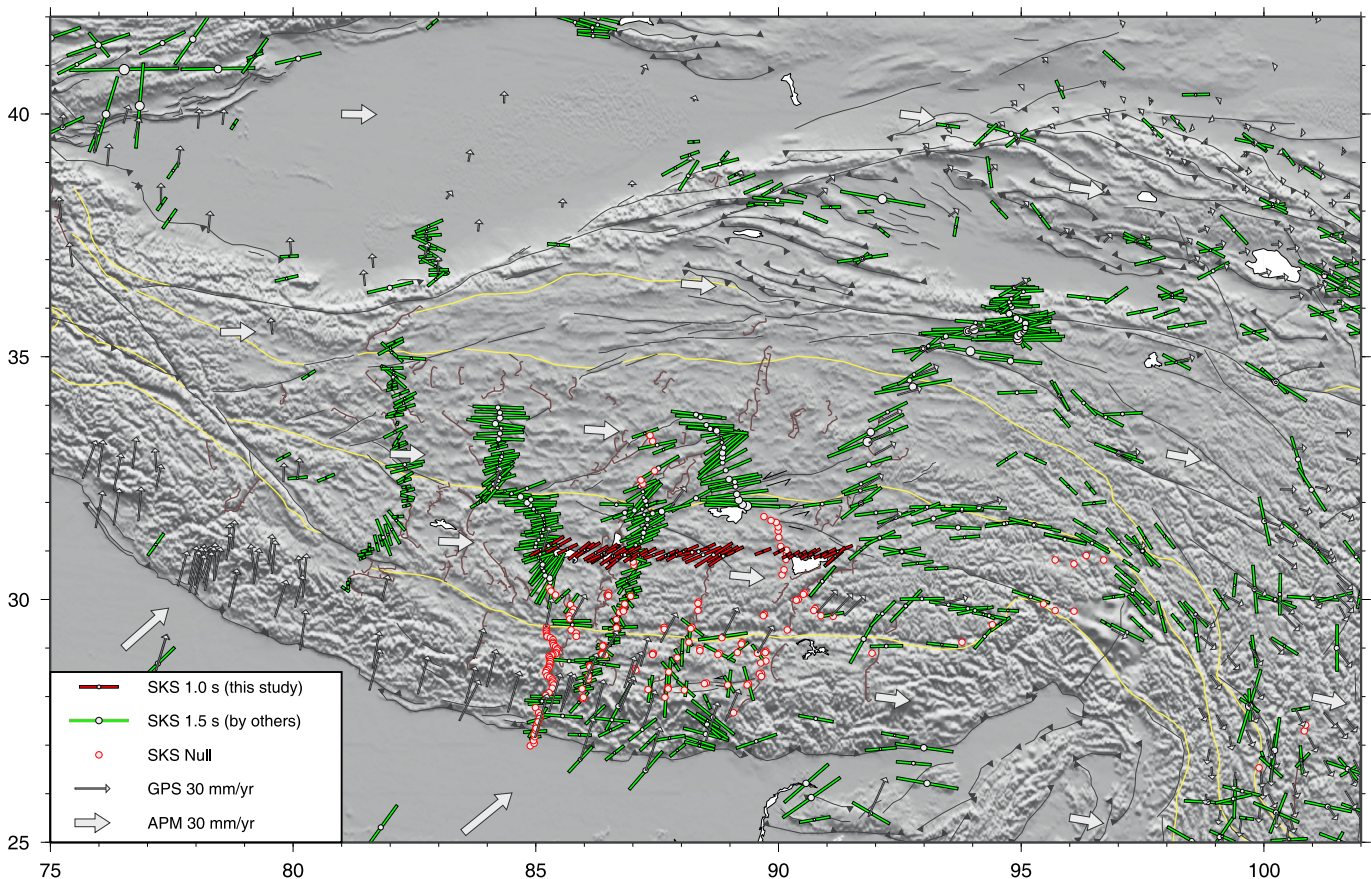 40
35
30
25
SKS 1.0 s (this study)
SKS 1.5 s (by others)
SKS Null
GPS 30 mm/yr
APM 30 mm/yr
75 80 85 90 95 100